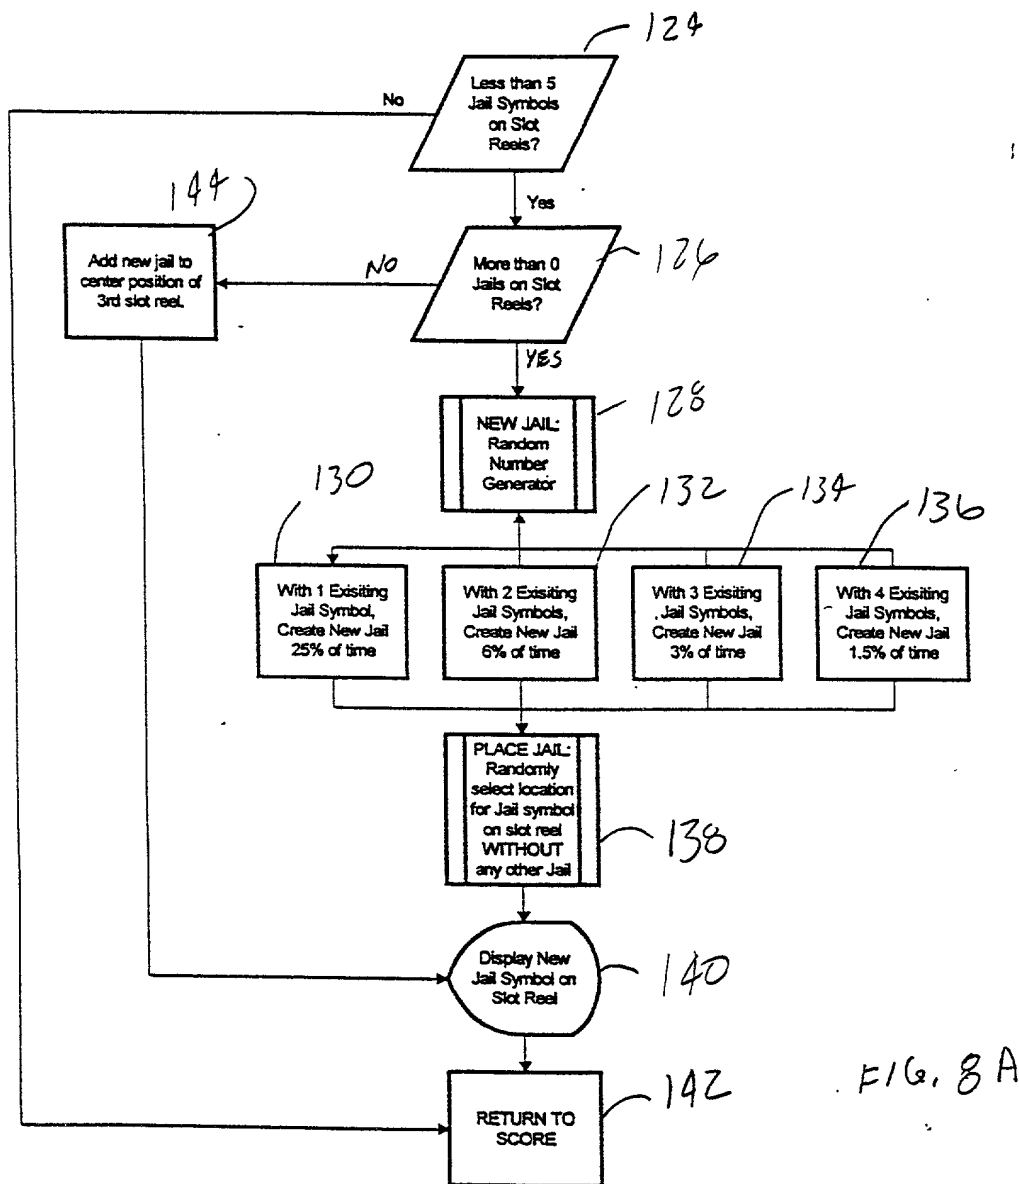 124
Less than 5
Jail Symbols
on Slot
Reels?
No
Yes
144
Add new jail to
center position of
3rd slot reel.
NO
More than 0
Jails on Slot
Reels?
126
YES
NEW JAIL:
Random
Number
Generator
128
130
132
134
136
With 1 Exisiting
Jail Symbol,
Create New Jail
25% of time
With 2 Exisiting
Jail Symbols,
Create New Jail
6% of time
With 3 Exisiting
Jail Symbols,
Create New Jail
3% of time
With 4 Exisiting
Jail Symbols,
Create New Jail
1.5% of time
PLACE JAIL:
Randomly
select location
for Jail symbol
on slot reel
WITHOUT
any other Jail
138
Display New
Jail Symbol on
Slot Reel
140
RETURN TO
SCORE
142
FIG. 8A